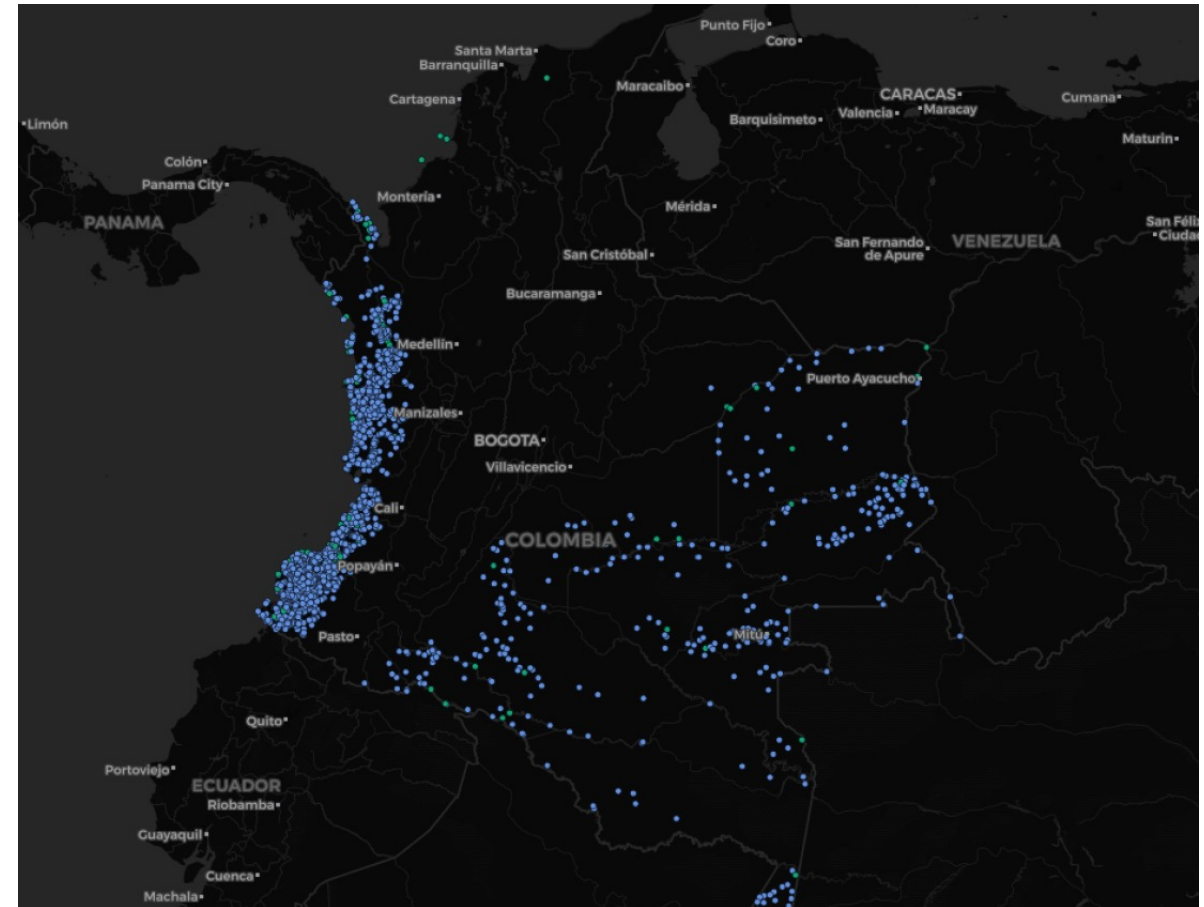 Punto Fijo
Coro
Santa Marta
Barranquilla
Maracaibo
CARACAS
Cartagena
Cumana
Valencia
Maracay
Barquisimeto
Limón
Maturin
Colón
Panama City
Montería
Mérida
PANAMA
San Félix
Ciudad
San Fernando
de Apure
VENEZUELA
San Cristóbal
Bucaramanga
Medellín
Puerto Ayacucho
Manizales
BOGOTA
Villavicencio
Cali
COLOMBIA
Popayán
Mitú
Pasto
Quito
Portoviejo
ECUADOR
Riobamba
Guayaquil
Cuenca
Machala